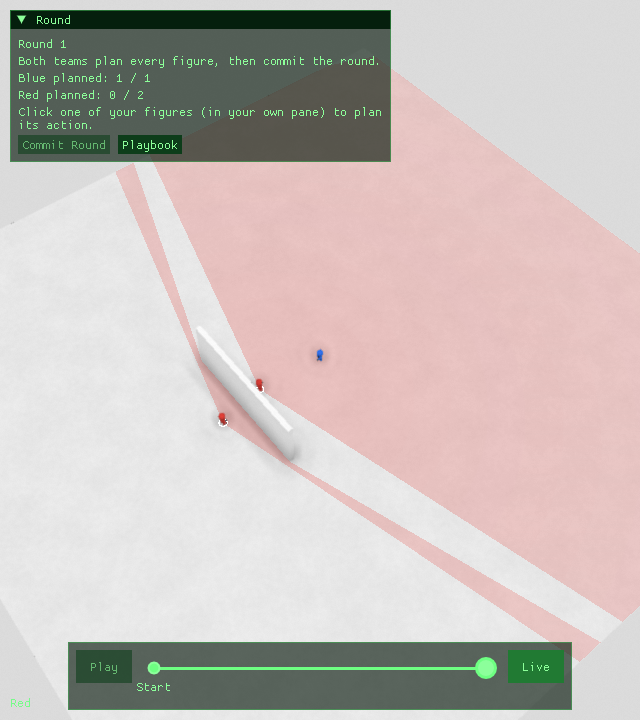 Round
Round 1
Both teams plan every figure, then commit the round.
Blue planned: 1 / 1
Red planned: 0 / 2
Click one of your figures (in your own pane) to plan
its action.
Commit Round
Playbook
Play
Start
Live
Red